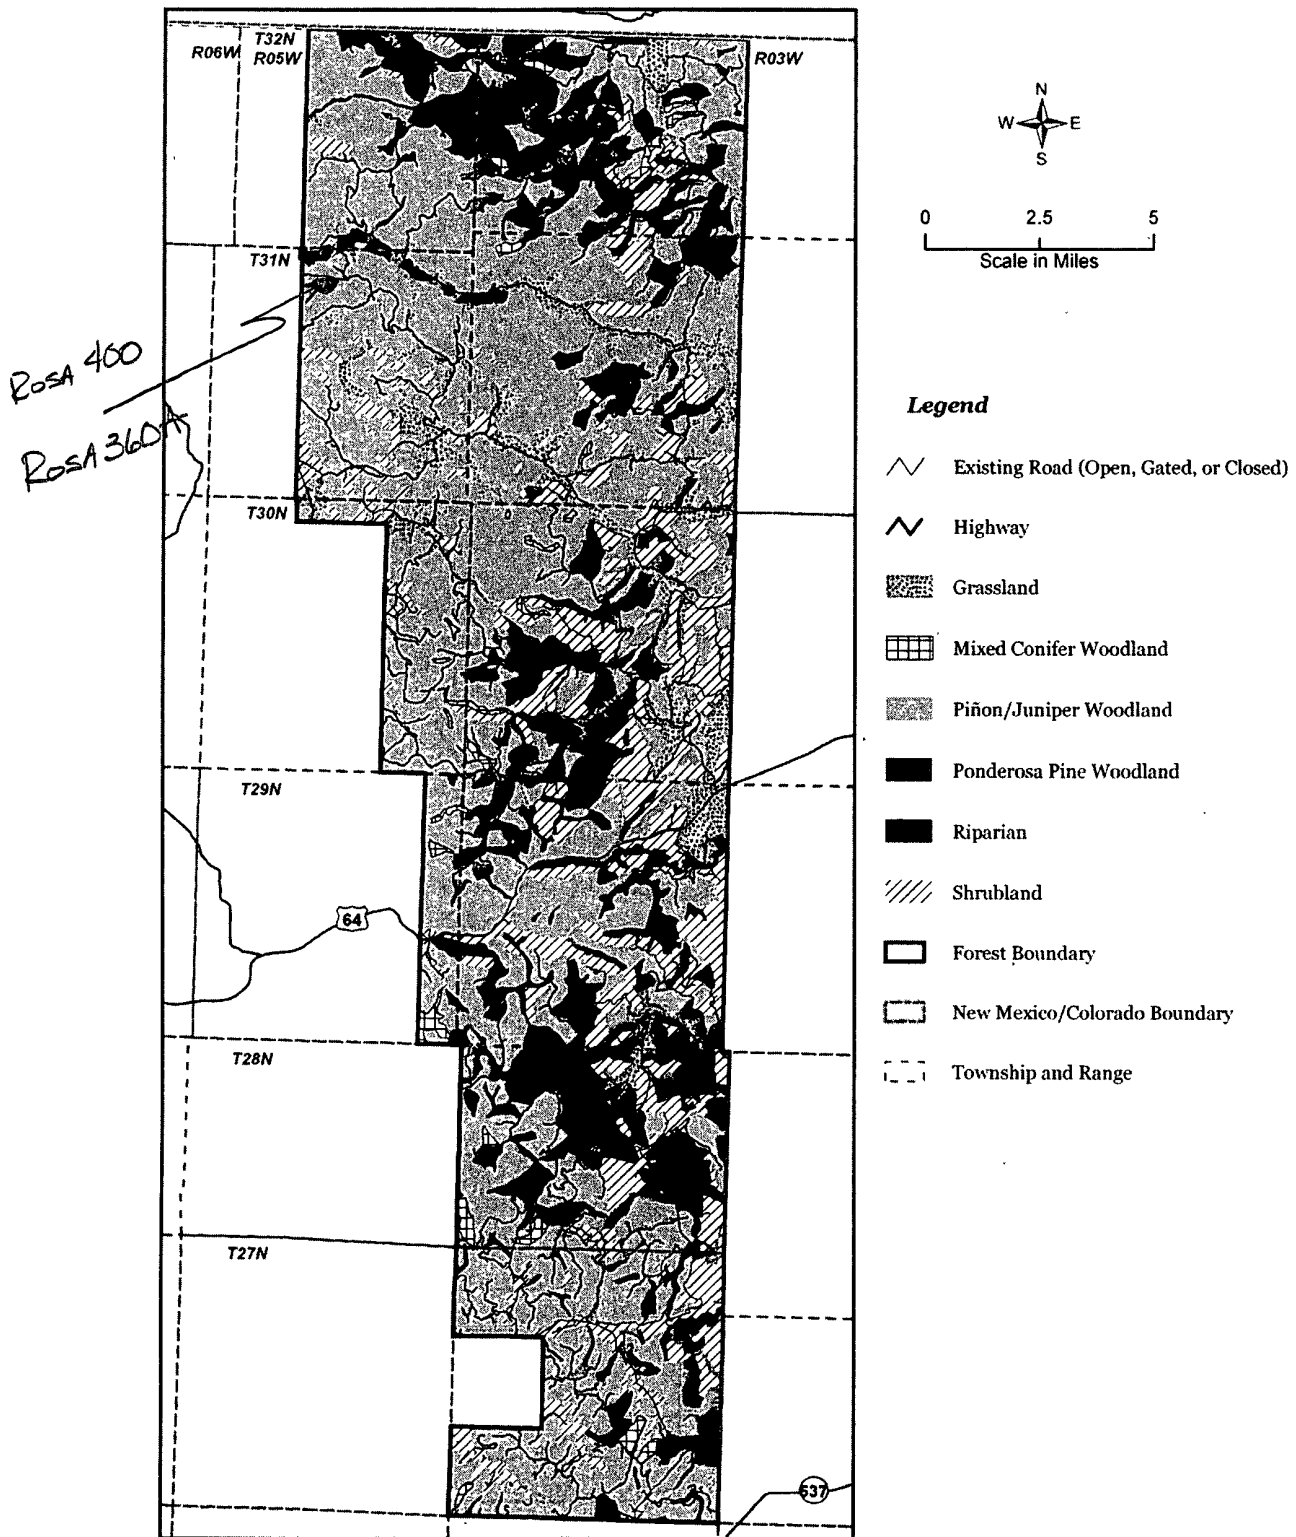 T32N
R06W R05W R03W
N
W E
S
0 2.5 5
Scale in Miles
T31N
ROSA 400
ROSA 360A
Legend
Existing Road (Open, Gated, or Closed)
Highway
Grassland
Mixed Conifer Woodland
Piñon/Juniper Woodland
Ponderosa Pine Woodland
Riparian
Shrubland
Forest Boundary
New Mexico/Colorado Boundary
Township and Range
T30N
T29N
64
T28N
T27N
537